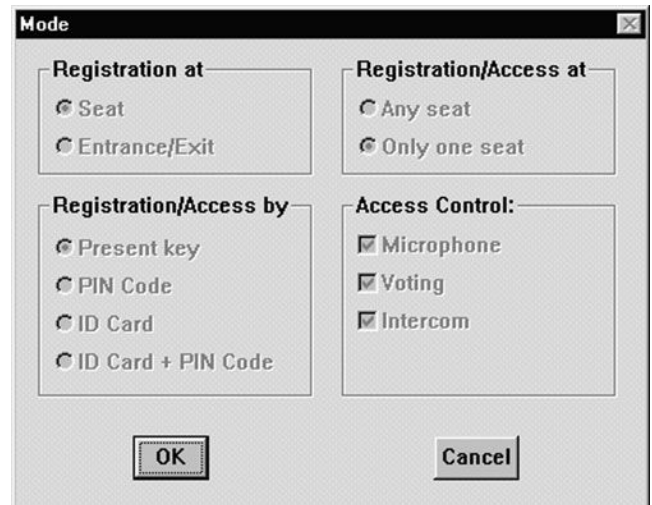 Mode
Registration at
Seat
Entrance/Exit
Registration/Access at
Any seat
Only one seat
Registration/Access by
Present key
PIN Code
ID Card
ID Card + PIN Code
Access Control:
Microphone
Voting
Intercom
OK
Cancel